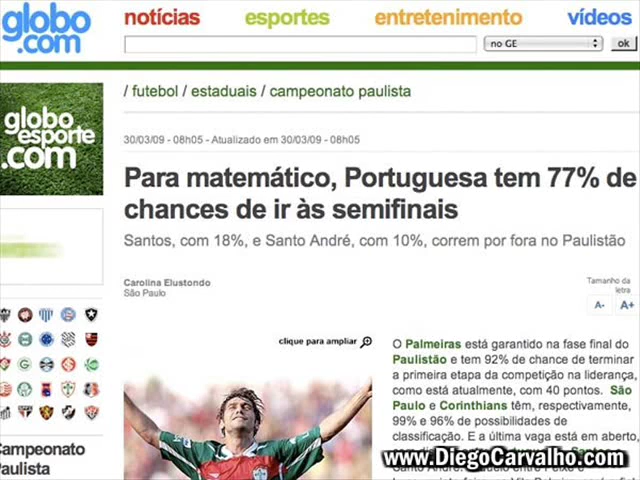 globo
.com
notícias
esportes
entretenimento
vídeos
no GE
ok
/ futebol / estaduais / campeonato paulista
globo
esporte
.com
30/03/09 - 08h05 - Atualizado em 30/03/09 - 08h05
Para matemático, Portuguesa tem 77% de
chances de ir às semifinais
Santos, com 18%, e Santo André, com 10%, correm por fora no Paulistão
Carolina Elustondo
São Paulo
Tamanho da
letra
A- A+
clique para ampliar
O Palmeiras está garantido na fase final do
Paulistão e tem 92% de chance de terminar
a primeira etapa da competição na liderança,
como está atualmente, com 40 pontos. São
Paulo e Corinthians têm, respectivamente,
99% e 96% de possibilidades de
classificação. E a última vaga está em aberto,
Campeonato
Paulista
www.DiegoCarvalho.com